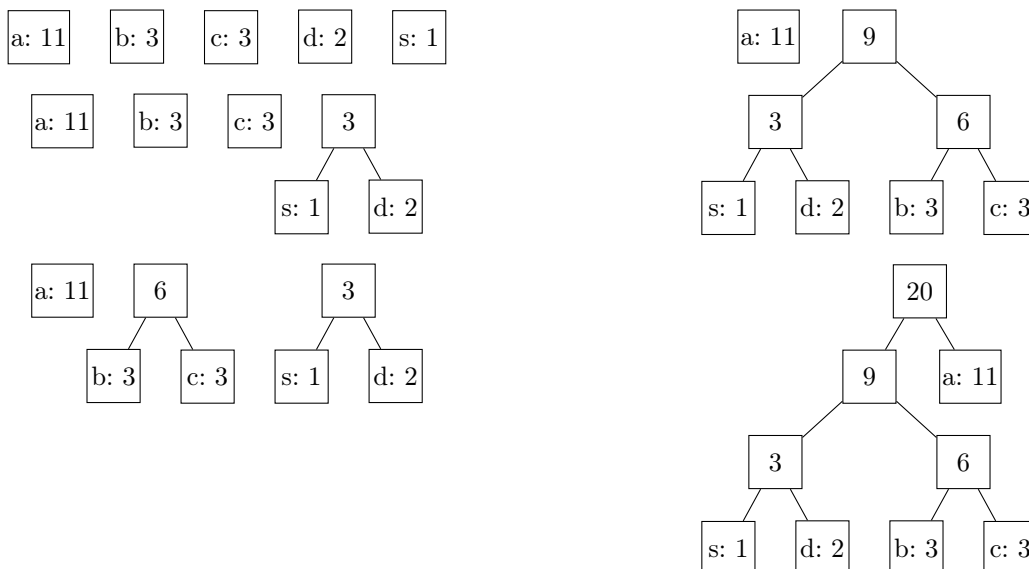 a: 11 b: 3 c: 3 d: 2 s: 1
a: 11 b: 3 c: 3 3
s: 1 d: 2
a: 11 6 3
b: 3 c: 3 s: 1 d: 2
a: 11 9
3 6
s: 1 d: 2 b: 3 c: 3
20
9 a: 11
3 6
s: 1 d: 2 b: 3 c: 3